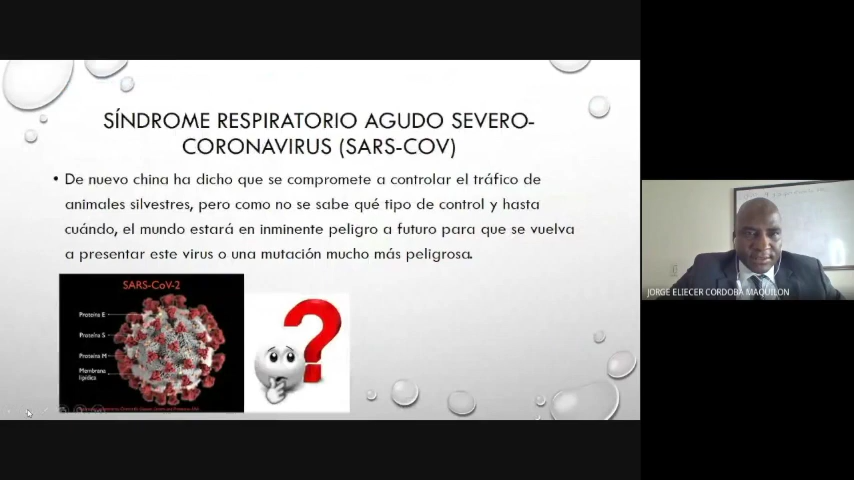 SÍNDROME RESPIRATORIO AGUDO SEVERO-
CORONAVIRUS (SARS-COV)
• De nuevo china ha dicho que se compromete a controlar el tráfico de
animales silvestres, pero como no se sabe qué tipo de control y hasta
cuándo, el mundo estará en inminente peligro a futuro para que se vuelva
a presentar este virus o una mutación mucho más peligrosa.
SARS-CoV-2
Proteína E
Proteína S
Proteína M
Membrana
lipídica
JORGE ELIECER CORDOBA MAQUILON